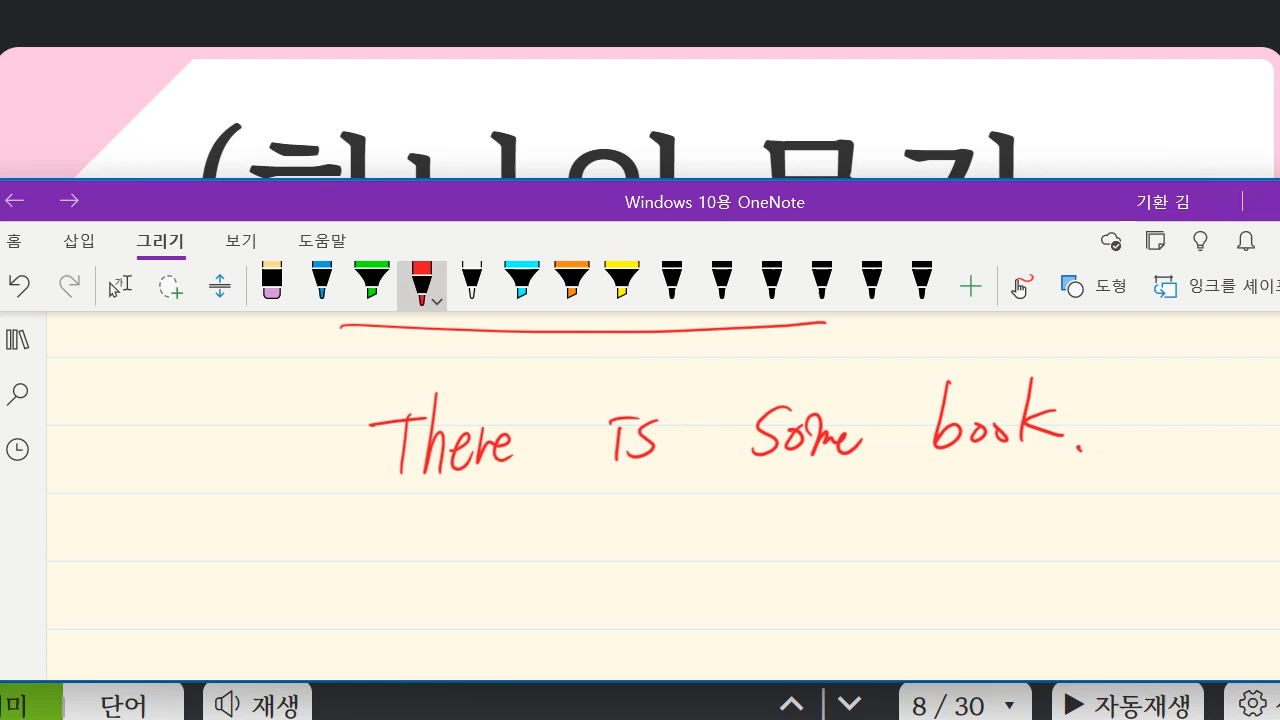 Windows 10용 OneNote
기환 김
홈 삽입 그리기 보기 도움말
도형
There is some book.
단어 재생 8 / 30 자동재생